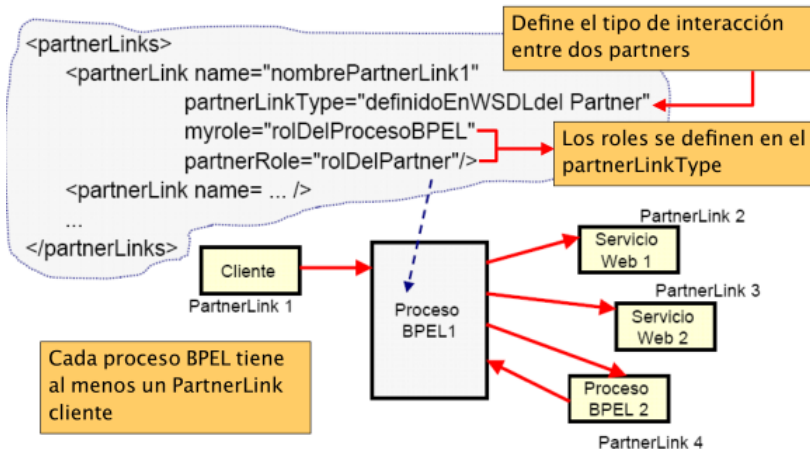 Define el tipo de interacción
entre dos partners
<partnerLinks>
<partnerLink name="nombrePartnerLink1"
partnerLinkType="definidoEnWSDLdel Partner"
myrole="rolDelProcesoBPEL"
partnerRole="rolDelPartner"/>
<partnerLink name= ... />
...
</partnerLinks>
Los roles se definen en el
partnerLinkType
Cliente
PartnerLink 1
Proceso
BPEL1
PartnerLink 2
Servicio
Web 1
PartnerLink 3
Servicio
Web 2
Proceso
BPEL 2
PartnerLink 4
Cada proceso BPEL tiene
al menos un PartnerLink
cliente